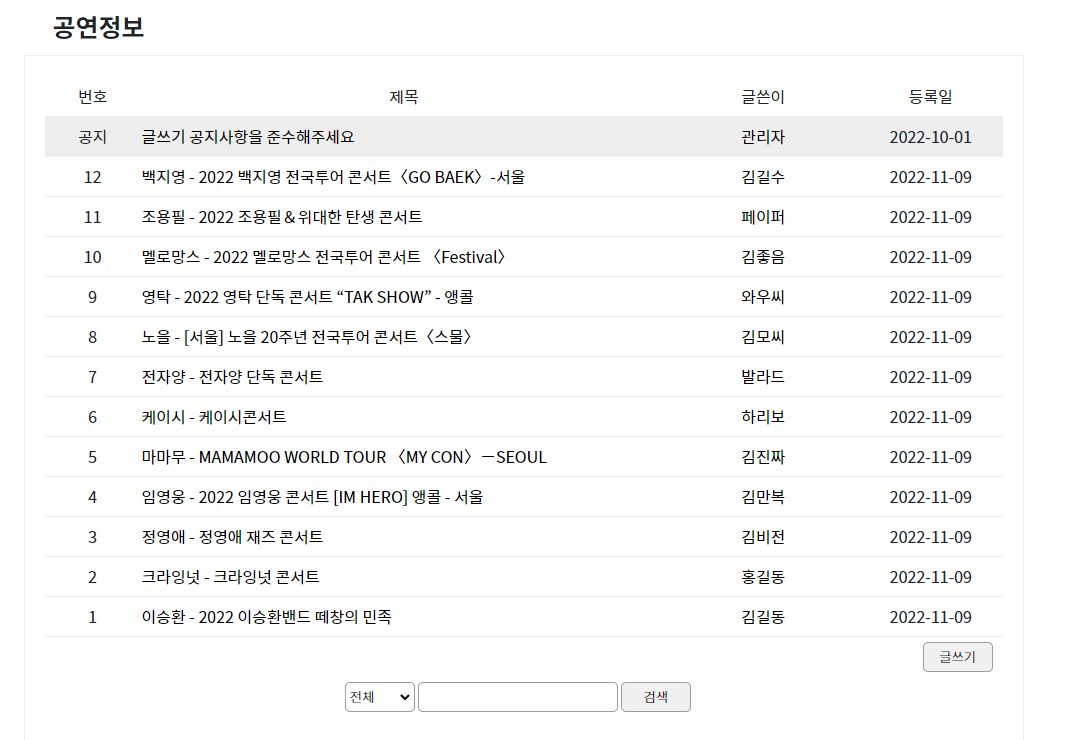 공연정보
번호 제목 글쓴이 등록일
공지 글쓰기 공지사항을 준수해주세요 관리자 2022-10-01
12 백지영 - 2022 백지영 전국투어 콘서트〈GO BAEK〉-서울 김길수 2022-11-09
11 조용필 - 2022 조용필＆위대한 탄생 콘서트 페이퍼 2022-11-09
10 멜로망스 - 2022 멜로망스 전국투어 콘서트 〈Festival〉 김좋음 2022-11-09
9 영탁 - 2022 영탁 단독 콘서트 “TAK SHOW” - 앵콜 와우씨 2022-11-09
8 노을 - [서울] 노을 20주년 전국투어 콘서트〈스물〉 김모씨 2022-11-09
7 전자양 - 전자양 단독 콘서트 발라드 2022-11-09
6 케이시 - 케이시콘서트 하리보 2022-11-09
5 마마무 - MAMAMOO WORLD TOUR 〈MY CON〉－SEOUL 김진짜 2022-11-09
4 임영웅 - 2022 임영웅 콘서트 [IM HERO] 앵콜 - 서울 김만복 2022-11-09
3 정영애 - 정영애 재즈 콘서트 김비전 2022-11-09
2 크라잉넛 - 크라잉넛 콘서트 홍길동 2022-11-09
1 이승환 - 2022 이승환밴드 떼창의 민족 김길동 2022-11-09
글쓰기
전체 검색